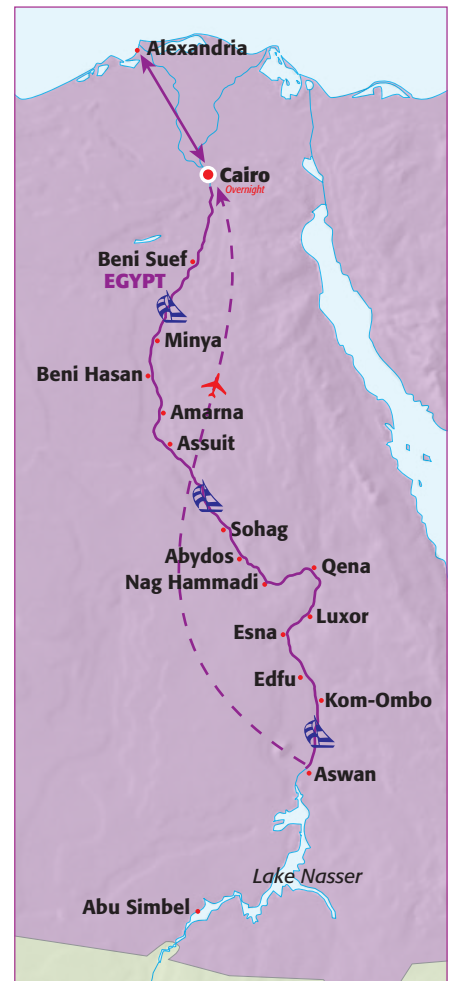 Alexandria
Cairo
Overnight
Beni Suef
EGYPT
Minya
Beni Hasan
Amarna
Assuit
Sohag
Abydos
Qena
Nag Hammadi
Luxor
Esna
Edfu
Kom-Ombo
Aswan
Lake Nasser
Abu Simbel